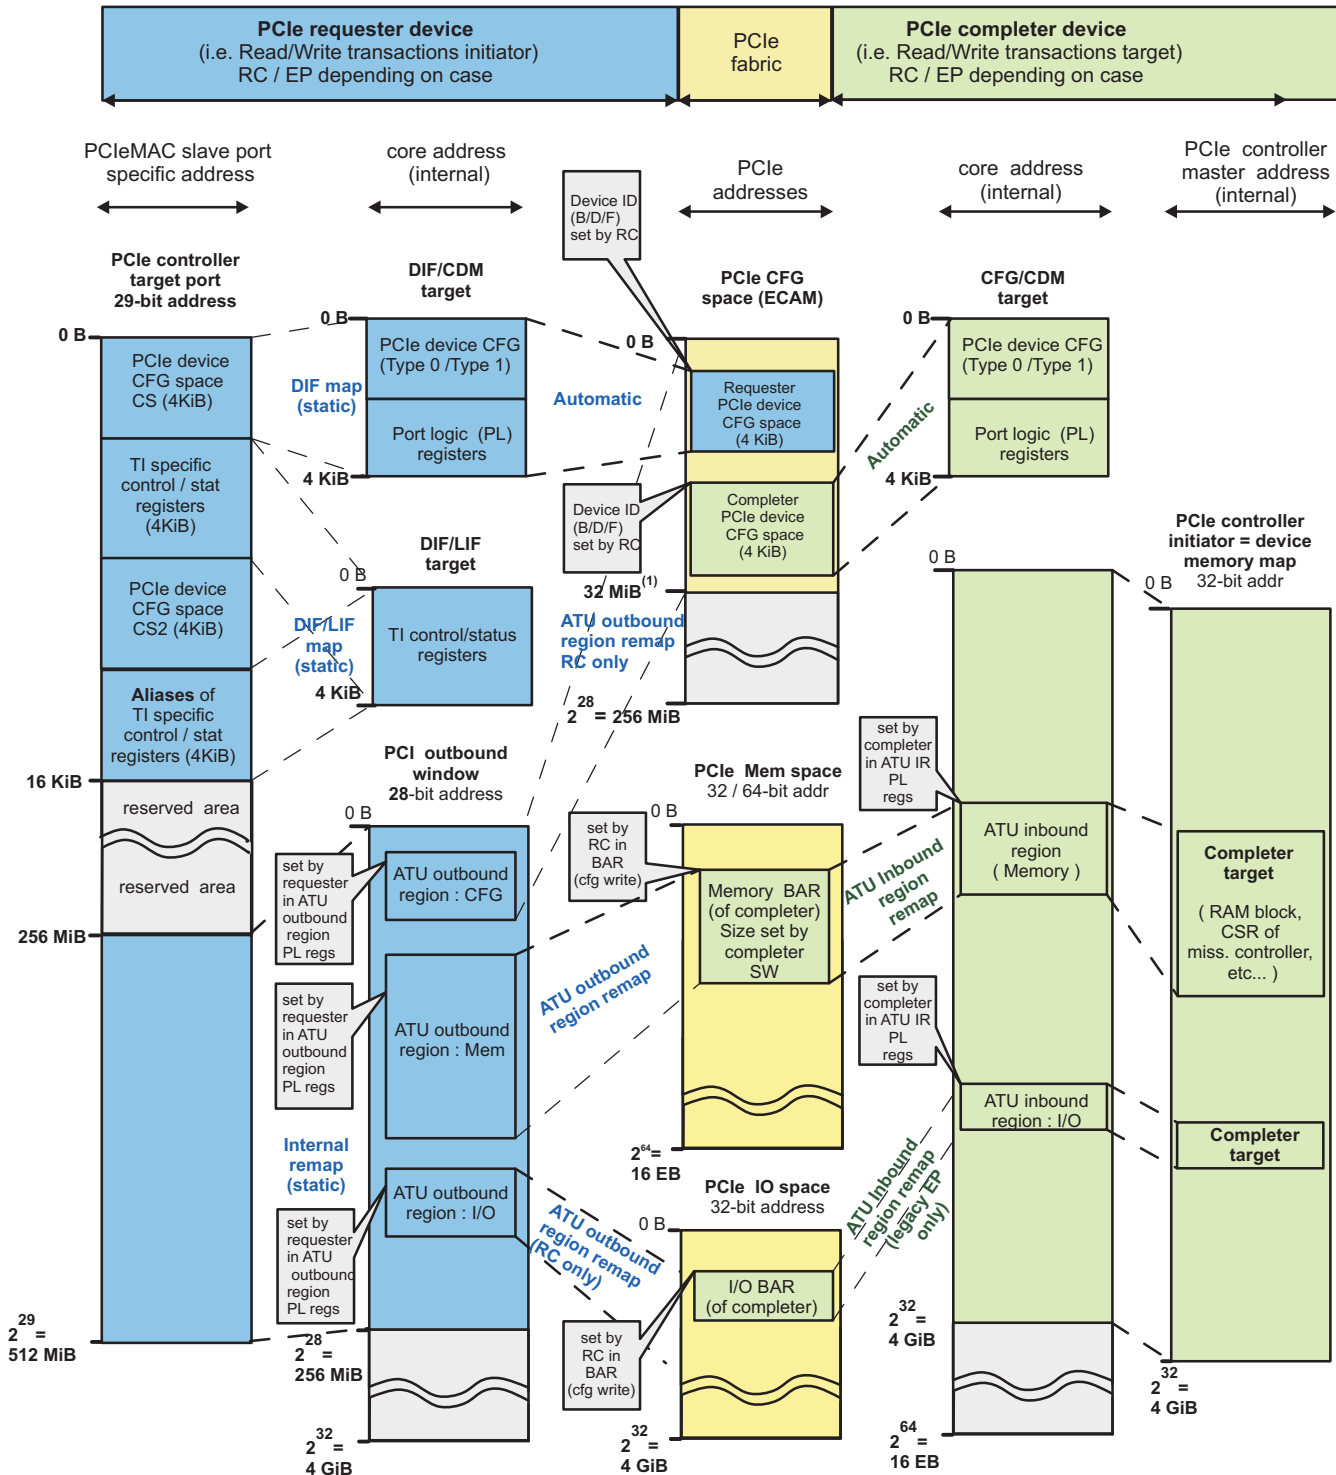 PCIe requester device
(i.e. Read/Write transactions initiator)
RC / EP depending on case
PCIe
fabric
PCIe completer device
(i.e. Read/Write transactions target)
RC / EP depending on case
PCIeMAC slave port
specific address
core address
(internal)
PCIe
addresses
core address
(internal)
PCIe controller
master address
(internal)
Device ID
(B/D/F)
set by RC
PCIe controller
target port
29-bit address
0 B
PCIe device
CFG space
CS (4KiB)
TI specific
control / stat
registers
(4KiB)
PCIe device
CFG space
CS2 (4KiB)
Aliases of
TI specific
control / stat
registers (4KiB)
16 KiB
reserved area
reserved area
256 MiB
2^29 =
512 MiB
DIF/CDM
target
0 B
PCIe device CFG
(Type 0 /Type 1)
Port logic (PL)
registers
4 KiB
DIF map
(static)
Automatic
DIF/LIF
target
0 B
TI control/status
registers
4 KiB
DIF/LIF
map
(static)
PCI outbound
window
28-bit address
0 B
set by
requester
in ATU
outbound
region
PL regs
ATU outbound
region : CFG
set by
requester
in ATU
outbound
region
PL regs
ATU outbound
region : Mem
Internal
remap
(static)
set by
requester
in ATU
outbound
region
PL regs
ATU outbound
region : I/O
2^28 =
256 MiB
2^32 =
4 GiB
PCIe CFG
space (ECAM)
0 B
Requester
PCIe device
CFG space
(4 KiB)
Device ID
(B/D/F)
set by RC
Completer
PCIe device
CFG space
(4 KiB)
32 MiB(1)
ATU outbound
region remap
RC only
2^28 = 256 MiB
PCIe Mem space
32 / 64-bit addr
0 B
set by
RC in
BAR
(cfg write)
Memory BAR
(of completer)
Size set by
completer
SW
ATU outbound
region remap
2^64=
16 EB
PCIe IO space
32-bit address
0 B
ATU outbound
region remap
(RC only)
I/O BAR
(of completer)
set by
RC in
BAR
(cfg write)
2^32 =
4 GiB
CFG/CDM
target
0 B
PCIe device CFG
(Type 0 /Type 1)
Port logic (PL)
registers
4 KiB
Automatic
0 B
set by
completer
in ATU IR
PL
regs
ATU inbound
region
( Memory )
ATU Inbound
region
remap
set by
completer
in ATU IR
PL
regs
ATU inbound
region : I/O
ATU Inbound
region remap
(legacy EP
only)
2^32 =
4 GiB
2^64 =
16 EB
PCIe controller
initiator = device
memory map
32-bit addr
0 B
Completer
target
( RAM block,
CSR of
miss. controller,
etc... )
Completer
target
2^32 =
4 GiB